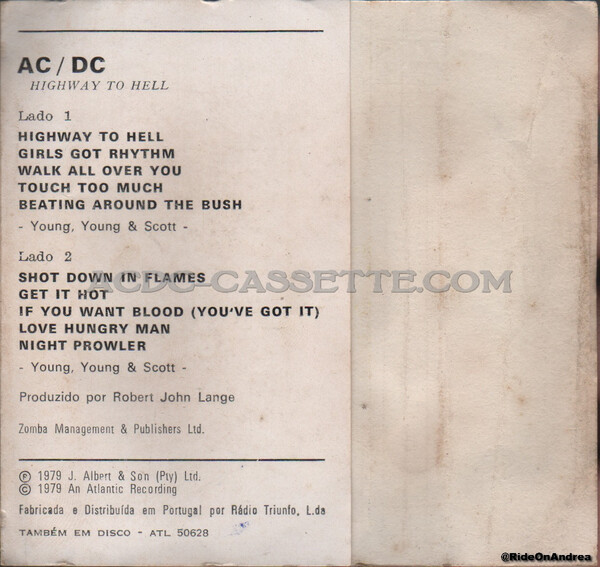 AC / DC
HIGHWAY TO HELL
Lado 1
HIGHWAY TO HELL
GIRLS GOT RHYTHM
WALK ALL OVER YOU
TOUCH TOO MUCH
BEATING AROUND THE BUSH
- Young, Young & Scott -
Lado 2
SHOT DOWN IN FLAMES
ACDC-CASSETTE.COM
GET IT HOT
IF YOU WANT BLOOD (YOU'VE GOT IT)
LOVE HUNGRY MAN
NIGHT PROWLER
- Young, Young & Scott -
Produzido por Robert John Lange
Zomba Management & Publishers Ltd.
Ⓟ 1979 J. Albert & Son (Pty) Ltd.
© 1979 An Atlantic Recording
Fabricada e Distribuída em Portugal por Rádio Triunfo, L.da
TAMBÉM EM DISCO - ATL 50628
@RideOnAndrea